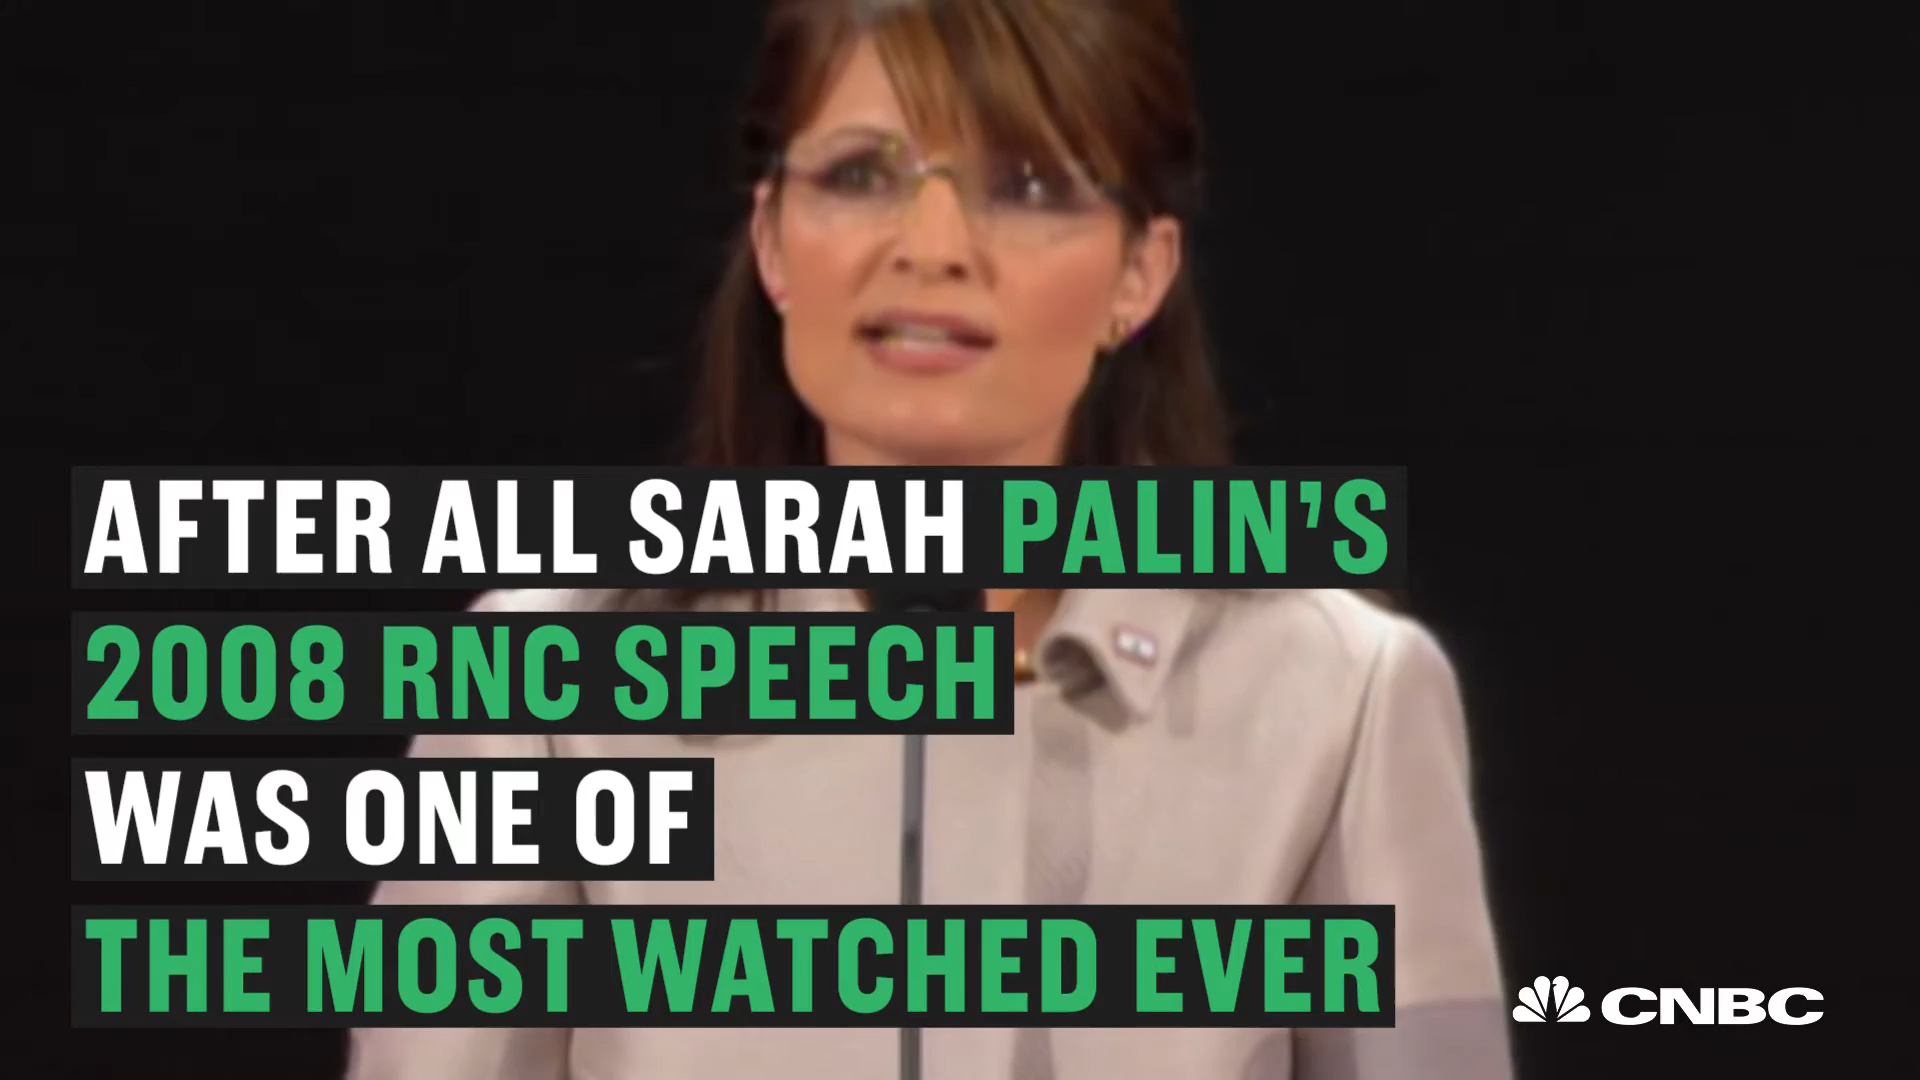 AFTER ALL SARAH PALIN'S
2008 RNC SPEECH
WAS ONE OF
THE MOST WATCHED EVER
CNBC